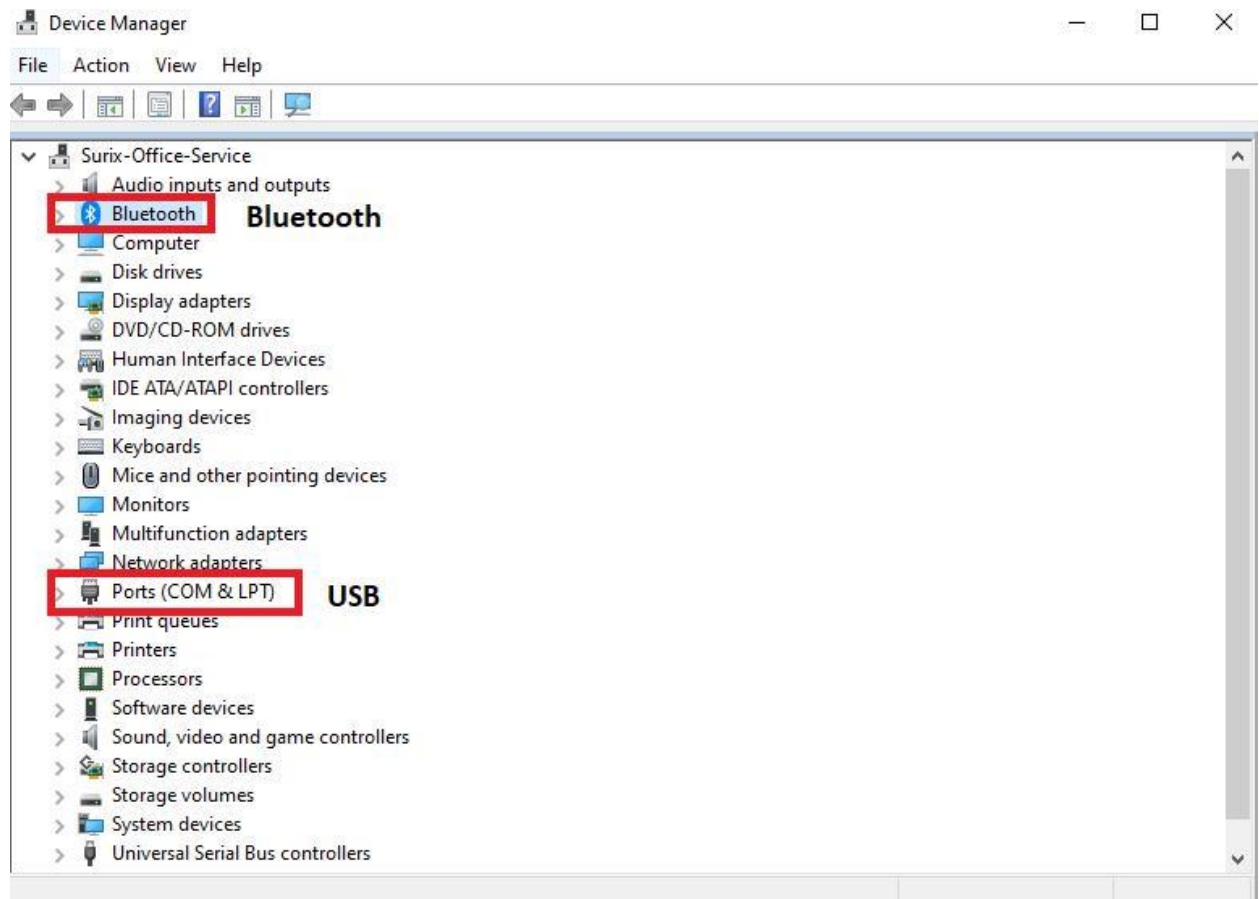 Device Manager
File Action View Help
Surix-Office-Service
Audio inputs and outputs
Bluetooth Bluetooth
Computer
Disk drives
Display adapters
DVD/CD-ROM drives
Human Interface Devices
IDE ATA/ATAPI controllers
Imaging devices
Keyboards
Mice and other pointing devices
Monitors
Multifunction adapters
Network adapters
Ports (COM & LPT) USB
Print queues
Printers
Processors
Software devices
Sound, video and game controllers
Storage controllers
Storage volumes
System devices
Universal Serial Bus controllers